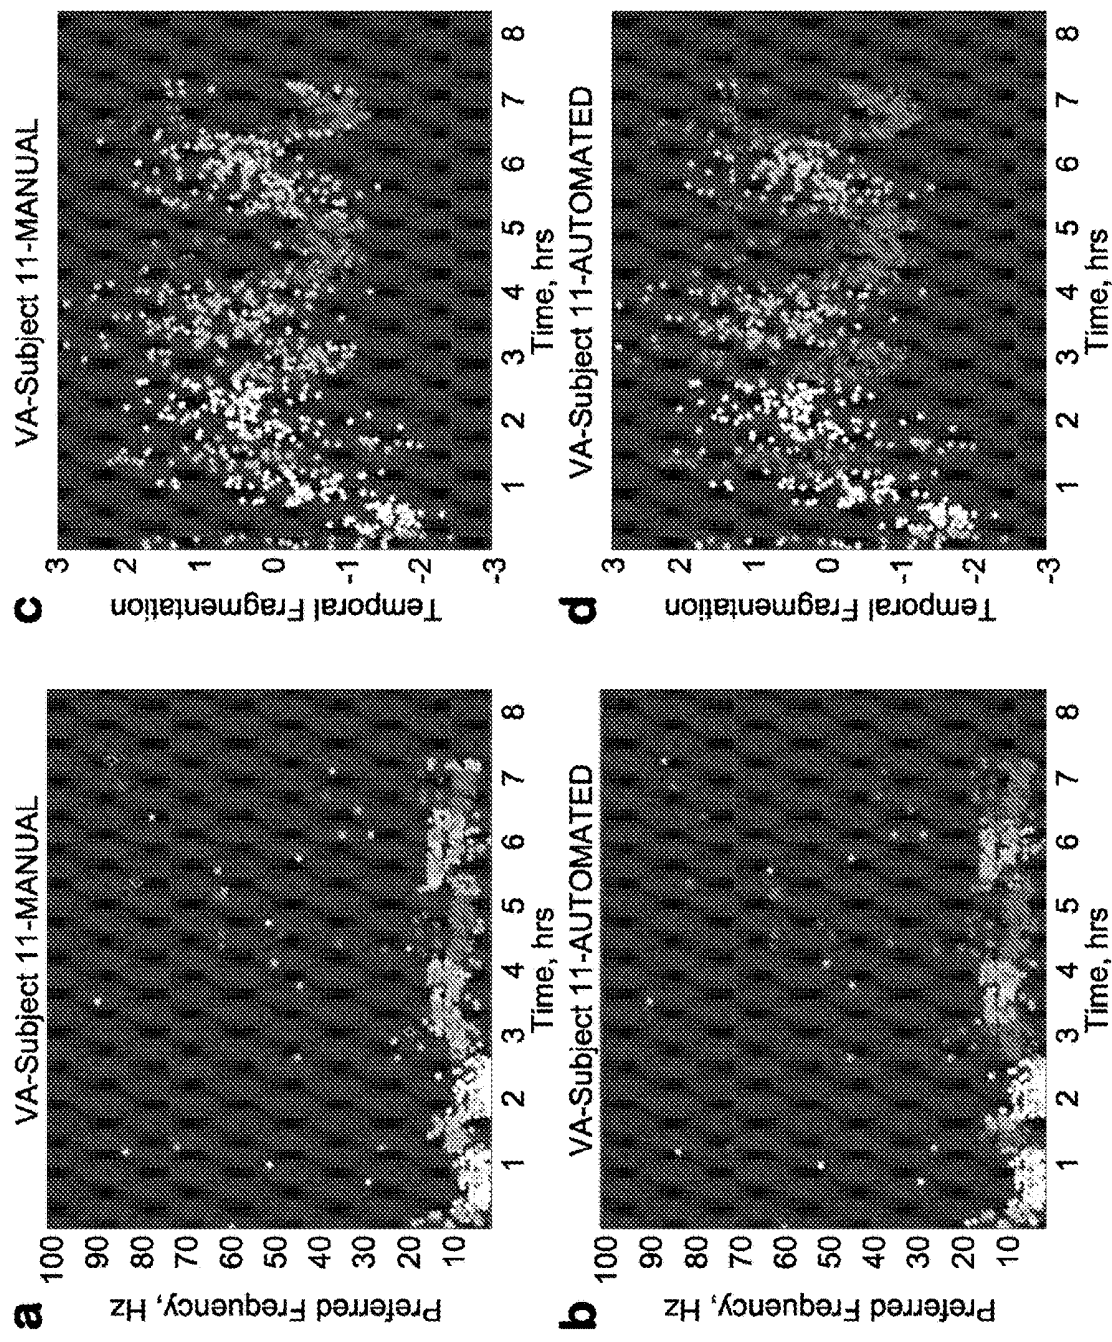 a
VA-Subject 11-MANUAL
Preferred Frequency, Hz
100
90
80
70
60
50
40
30
20
10
1 2 3 4 5 6 7 8
Time, hrs
b
VA-Subject 11-AUTOMATED
Preferred Frequency, Hz
100
90
80
70
60
50
40
30
20
10
1 2 3 4 5 6 7 8
Time, hrs
c
VA-Subject 11-MANUAL
Temporal Fragmentation
3
2
1
0
-1
-2
-3
1 2 3 4 5 6 7 8
Time, hrs
d
VA-Subject 11-AUTOMATED
Temporal Fragmentation
3
2
1
0
-1
-2
-3
1 2 3 4 5 6 7 8
Time, hrs